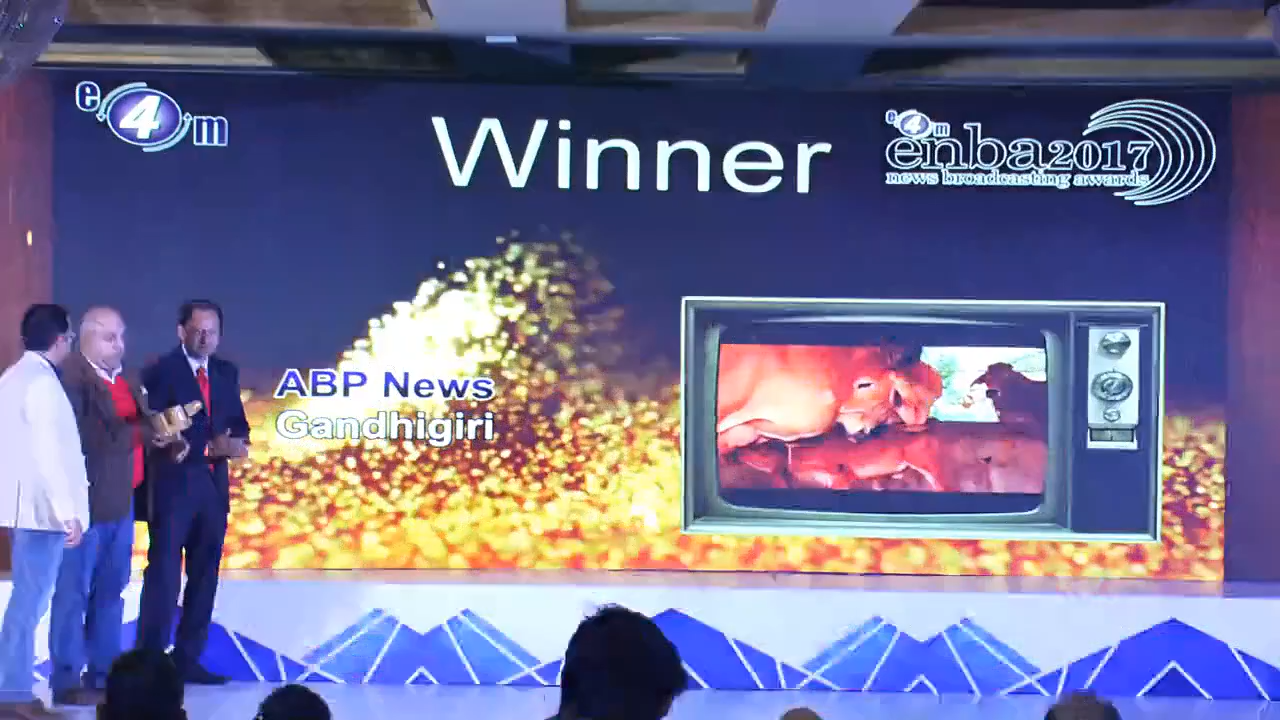 e4m
Winner
e4m
enba2017
news broadcasting awards
ABP News
Gandhigiri